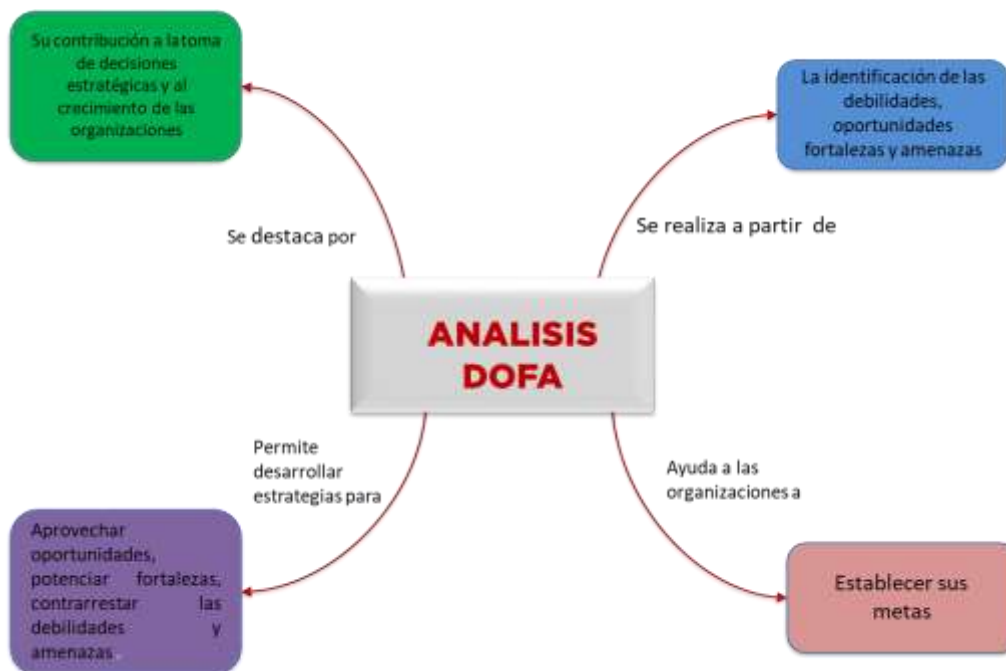 Su contribución a la toma
de decisiones
estratégicas y al
crecimiento de las
organizaciones
La identificación de las
debilidades,
oportunidades
fortalezas y amenazas
Se destaca por
Se realiza a partir de
ANALISIS
DOFA
Permite
desarrollar
estrategias para
Ayuda a las
organizaciones a
Aprovechar
oportunidades,
potenciar fortalezas,
contrarrestar las
debilidades y
amenazas.
Establecer sus
metas